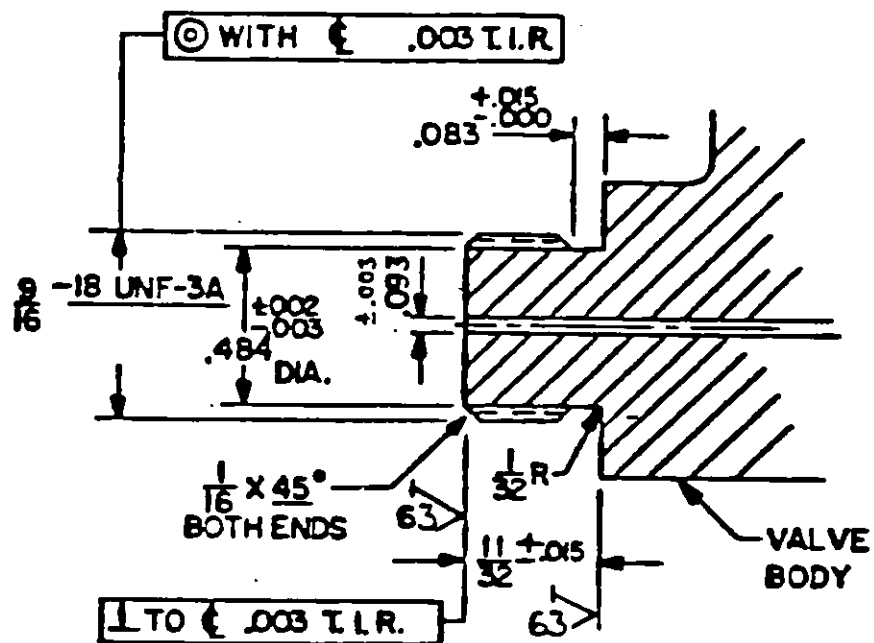 ◎ WITH ℄ .003 T.I.R
.083 +.015 -.000
9/16 -18 UNF-3A
.484 ±.002 -.003
DIA.
.093 ±.003
1/16 X 45°
BOTH ENDS
1/32 R
63
11/32 ±.015
63
VALVE
BODY
⊥ TO ℄ .003 T.I.R.